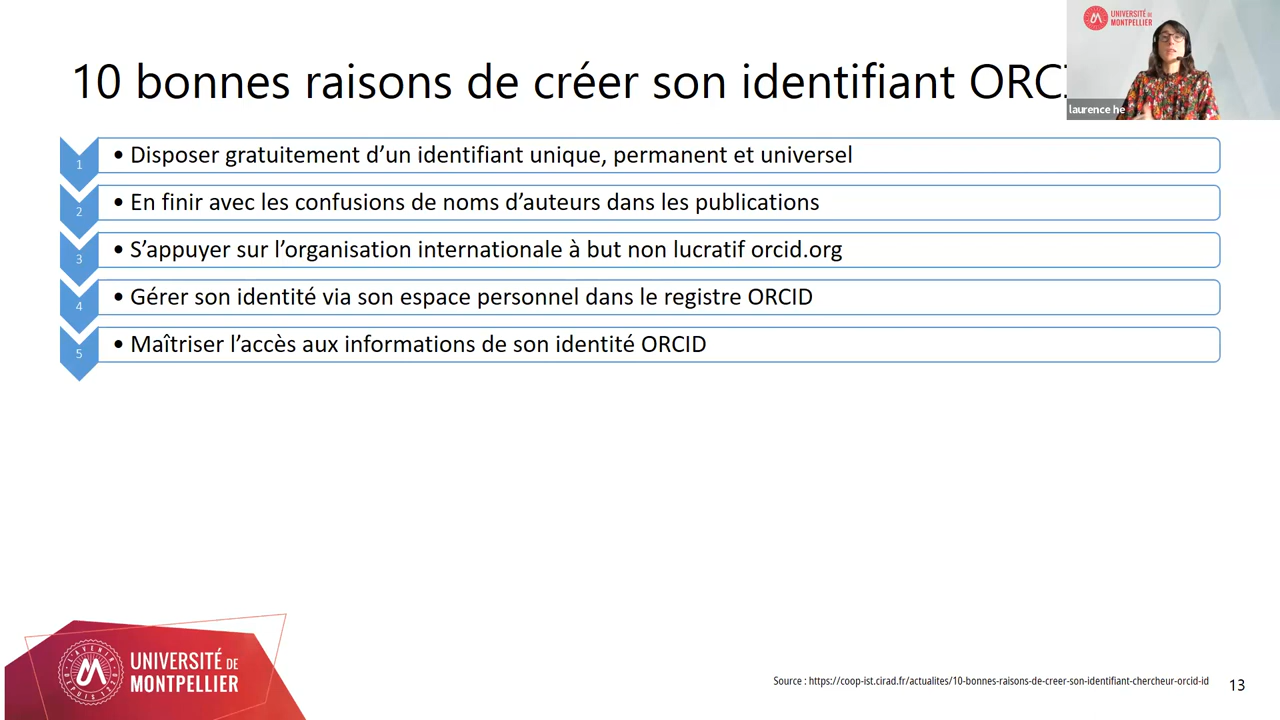 UNIVERSITÉ DE
MONTPELLIER
laurence he
10 bonnes raisons de créer son identifiant ORC
1
• Disposer gratuitement d’un identifiant unique, permanent et universel
2
• En finir avec les confusions de noms d’auteurs dans les publications
3
• S’appuyer sur l’organisation internationale à but non lucratif orcid.org
4
• Gérer son identité via son espace personnel dans le registre ORCID
5
• Maîtriser l’accès aux informations de son identité ORCID
UNIVERSITÉ DE
MONTPELLIER
Source : https://coop-ist.cirad.fr/actualites/10-bonnes-raisons-de-creer-son-identifiant-chercheur-orcid-id
13